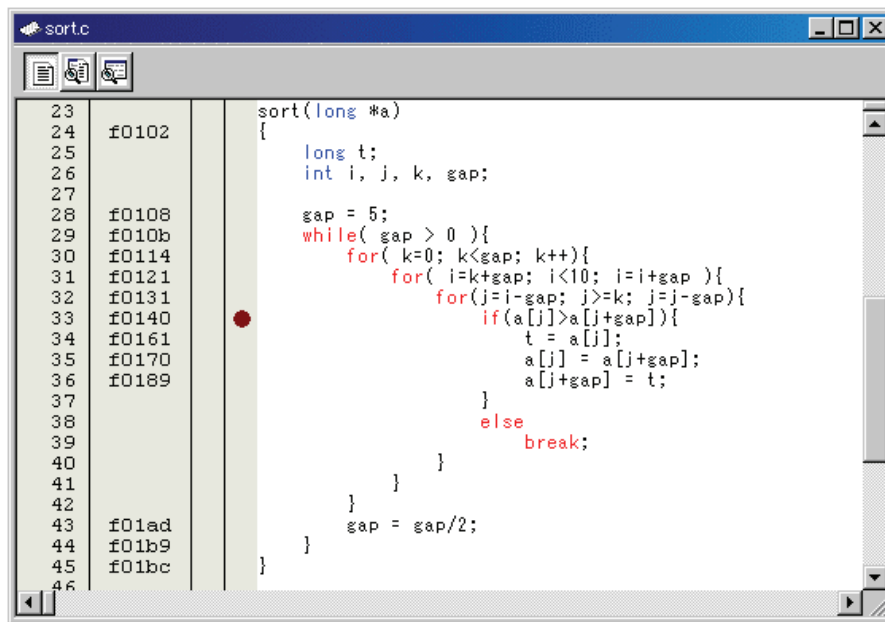 sort.c
23 sort(long *a)
24 f0102 {
25 long t;
26 int i, j, k, gap;
27
28 f0108 gap = 5;
29 f010b while( gap > 0 ){
30 f0114 for( k=0; k<gap; k++){
31 f0121 for( i=k+gap; i<10; i=i+gap ){
32 f0131 for(j=i-gap; j>=k; j=j-gap){
33 f0140 if(a[j]>a[j+gap]){
34 f0161 t = a[j];
35 f0170 a[j] = a[j+gap];
36 f0189 a[j+gap] = t;
37 }
38 else
39 break;
40 }
41 }
42 }
43 f01ad gap = gap/2;
44 f01b9 }
45 f01bc }
46